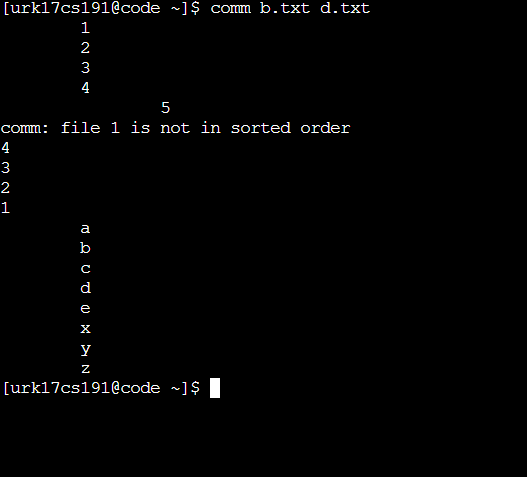 [urk17cs191@code ~]$ comm b.txt d.txt
        1
        2
        3
        4
                5
comm: file 1 is not in sorted order
4
3
2
1
        a
        b
        c
        d
        e
        x
        y
        z
[urk17cs191@code ~]$